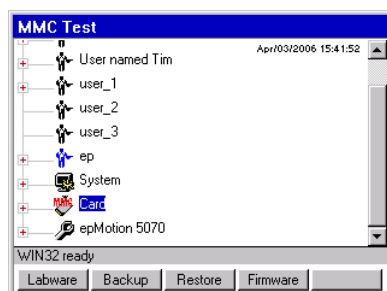 MMC Test
Apr/03/2006 15:41:52
User named Tim
user_1
user_2
user_3
ep
System
MMC Card
epMotion 5070
WIN32 ready
Labware Backup Restore Firmware